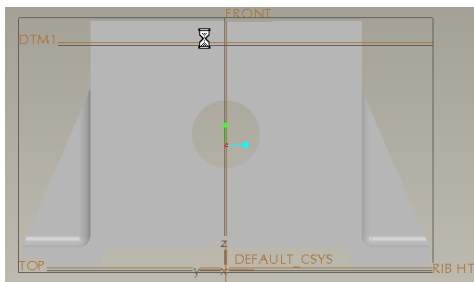 FRONT
DTM1
z
DEFAULT_CSYS
TOP
y
x
RIB HT